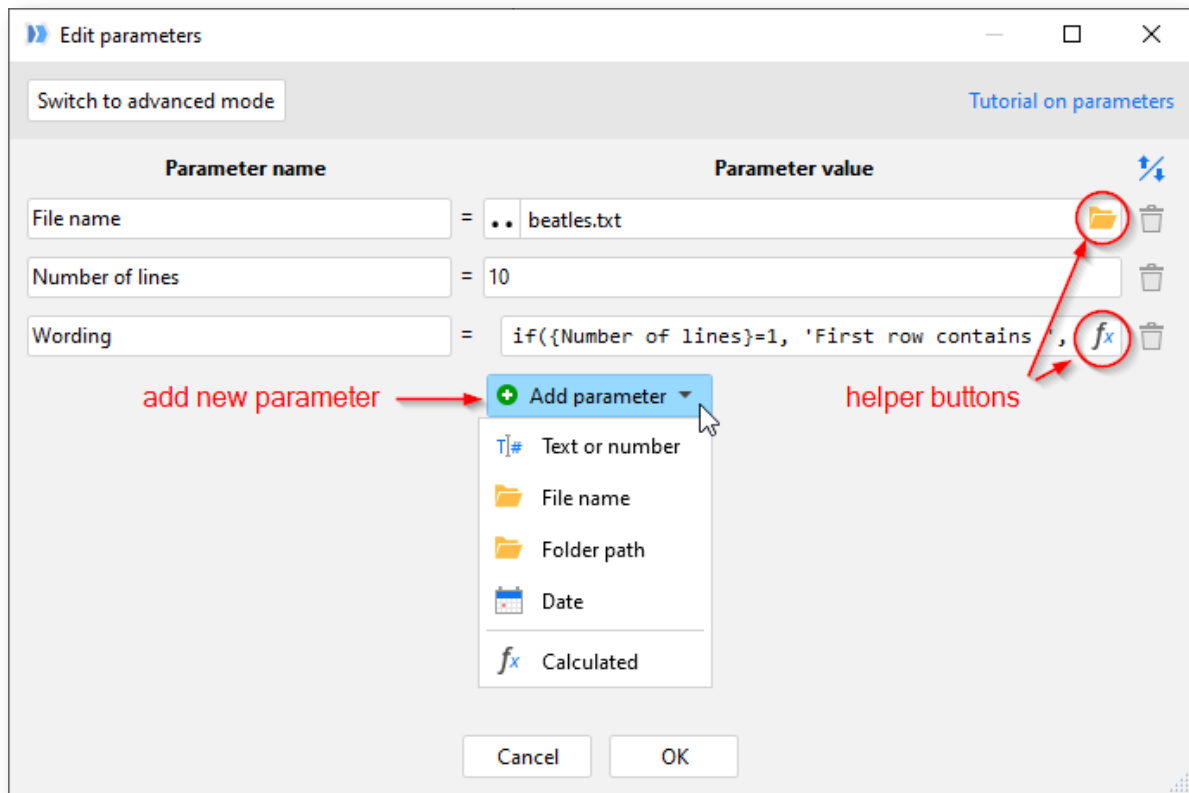 Edit parameters
Switch to advanced mode
Tutorial on parameters
Parameter name
Parameter value
File name = .. beatles.txt
Number of lines = 10
Wording = if({Number of lines}=1, 'First row contains ', fx
add new parameter
Add parameter
helper buttons
T# Text or number
File name
Folder path
Date
fx Calculated
Cancel
OK